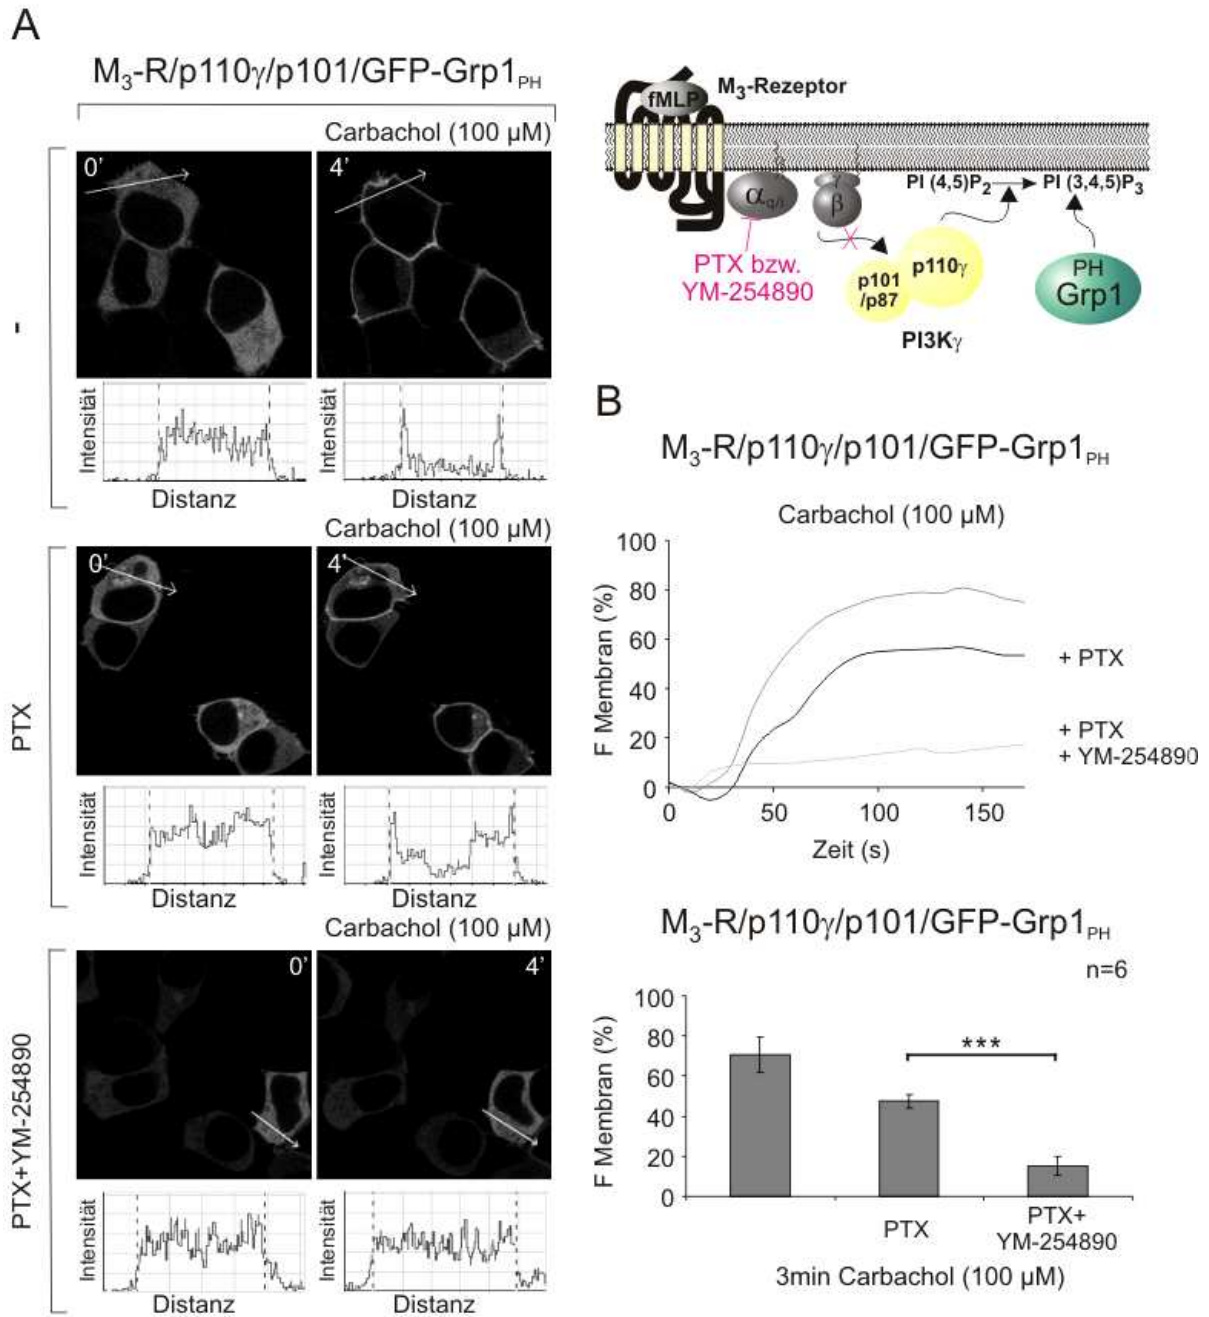 A
M₃-R/p110γ/p101/GFP-Grp1PH
Carbachol (100 µM)
0’
4’
-
Intensität
Distanz
Intensität
Distanz
Carbachol (100 µM)
0’
4’
PTX
Intensität
Distanz
Intensität
Distanz
Carbachol (100 µM)
0’
4’
PTX+YM-254890
Intensität
Distanz
Intensität
Distanz
fMLP
M₃-Rezeptor
αq/i
γ
β
PI (4,5)P₂
PI (3,4,5)P₃
PTX bzw.
YM-254890
p101
/p87
p110γ
PI3Kγ
PH
Grp1
B
M₃-R/p110γ/p101/GFP-Grp1PH
Carbachol (100 µM)
F Membran (%)
100
80
60
40
20
0
+ PTX
+ PTX
+ YM-254890
0
50
100
150
Zeit (s)
M₃-R/p110γ/p101/GFP-Grp1PH
n=6
F Membran (%)
100
80
60
40
20
0
***
PTX
PTX+
YM-254890
3min Carbachol (100 µM)